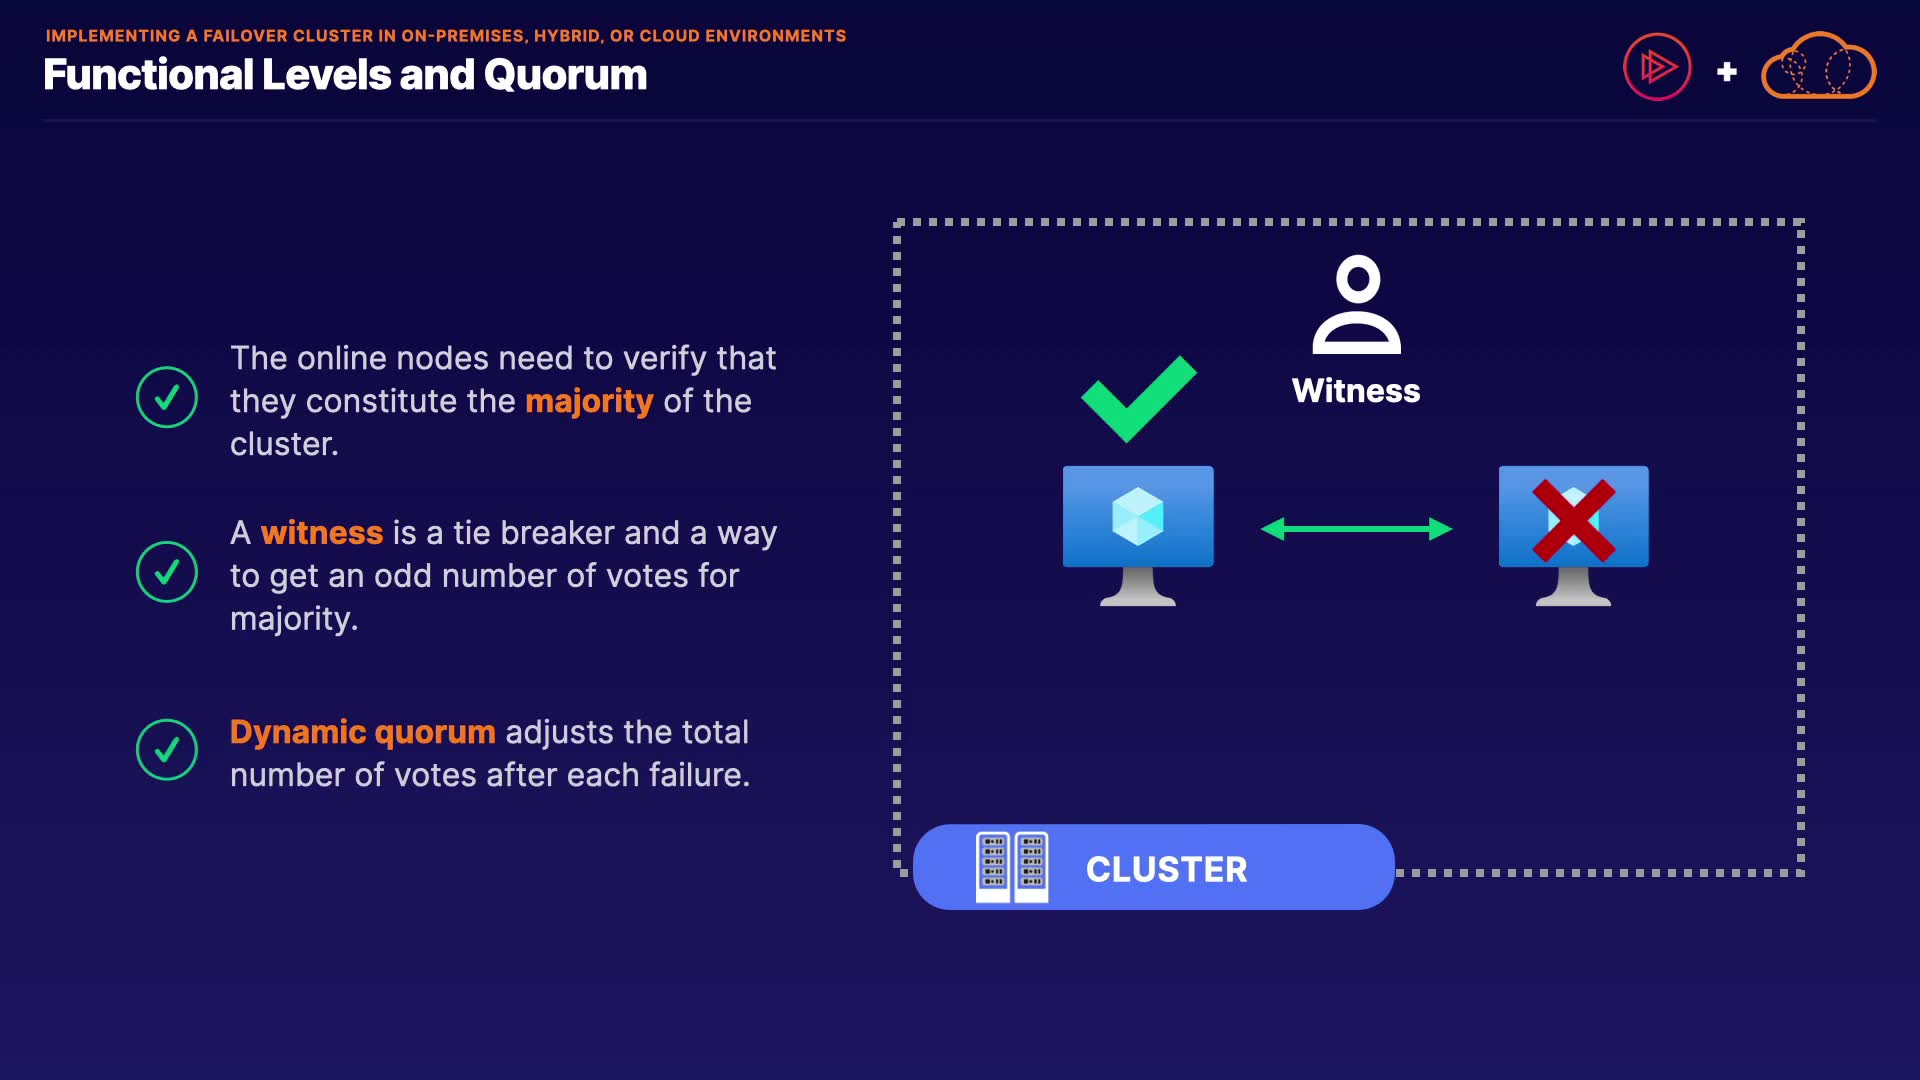 IMPLEMENTING A FAILOVER CLUSTER IN ON-PREMISES, HYBRID, OR CLOUD ENVIRONMENTS
Functional Levels and Quorum
The online nodes need to verify that
they constitute the majority of the
cluster.
A witness is a tie breaker and a way
to get an odd number of votes for
majority.
Dynamic quorum adjusts the total
number of votes after each failure.
Witness
CLUSTER